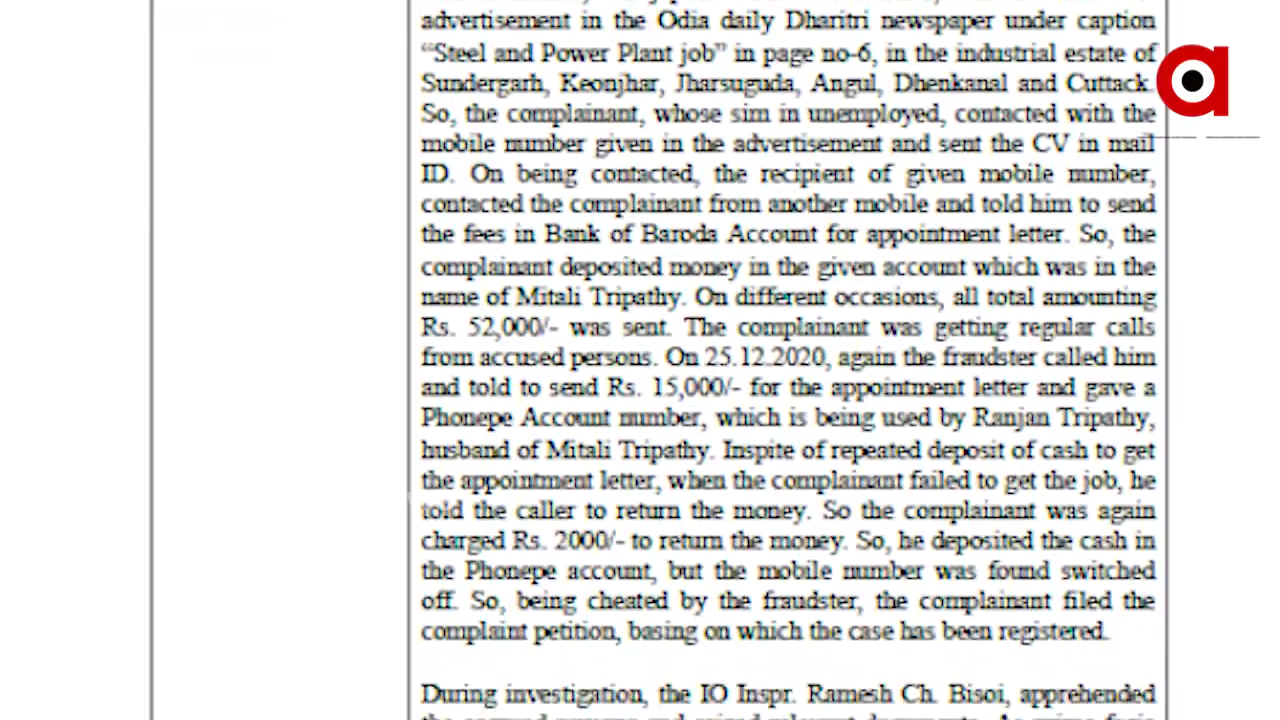 advertisement in the Odia daily Dharitri newspaper under caption
“Steel and Power Plant job” in page no-6, in the industrial estate of
Sundergarh, Keonjhar, Jharsuguda, Angul, Dhenkanal and Cuttack.
So, the complainant, whose sim in unemployed, contacted with the
mobile number given in the advertisement and sent the CV in mail
ID. On being contacted, the recipient of given mobile number,
contacted the complainant from another mobile and told him to send
the fees in Bank of Baroda Account for appointment letter. So, the
complainant deposited money in the given account which was in the
name of Mitali Tripathy. On different occasions, all total amounting
Rs. 52,000/- was sent. The complainant was getting regular calls
from accused persons. On 25.12.2020, again the fraudster called him
and told to send Rs. 15,000/- for the appointment letter and gave a
Phonepe Account number, which is being used by Ranjan Tripathy,
husband of Mitali Tripathy. Inspite of repeated deposit of cash to get
the appointment letter, when the complainant failed to get the job, he
told the caller to return the money. So the complainant was again
charged Rs. 2000/- to return the money. So, he deposited the cash in
the Phonepe account, but the mobile number was found switched
off. So, being cheated by the fraudster, the complainant filed the
complaint petition, basing on which the case has been registered.
During investigation, the IO Inspr. Ramesh Ch. Bisoi, apprehended